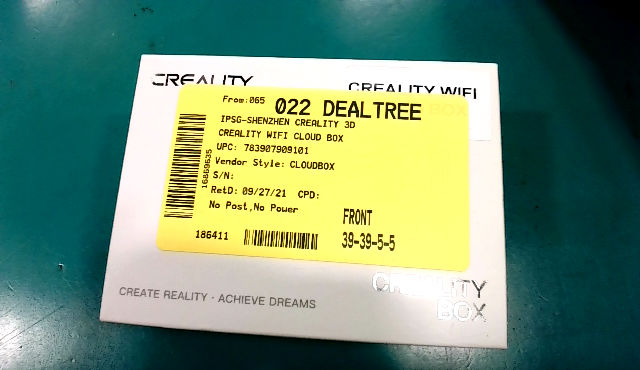 CREALITY
CREALITY WIFI
BOX
From:065 022 DEALTREE
IPSG-SHENZHEN CREALITY 3D
CREALITY WIFI CLOUD BOX
UPC: 783907909101
Vendor Style: CLOUDBOX
S/N:
RetD: 09/27/21 CPD:
No Post,No Power
FRONT
186411
39-39-5-5
16869635
CREALITY
BOX
CREATE REALITY · ACHIEVE DREAMS